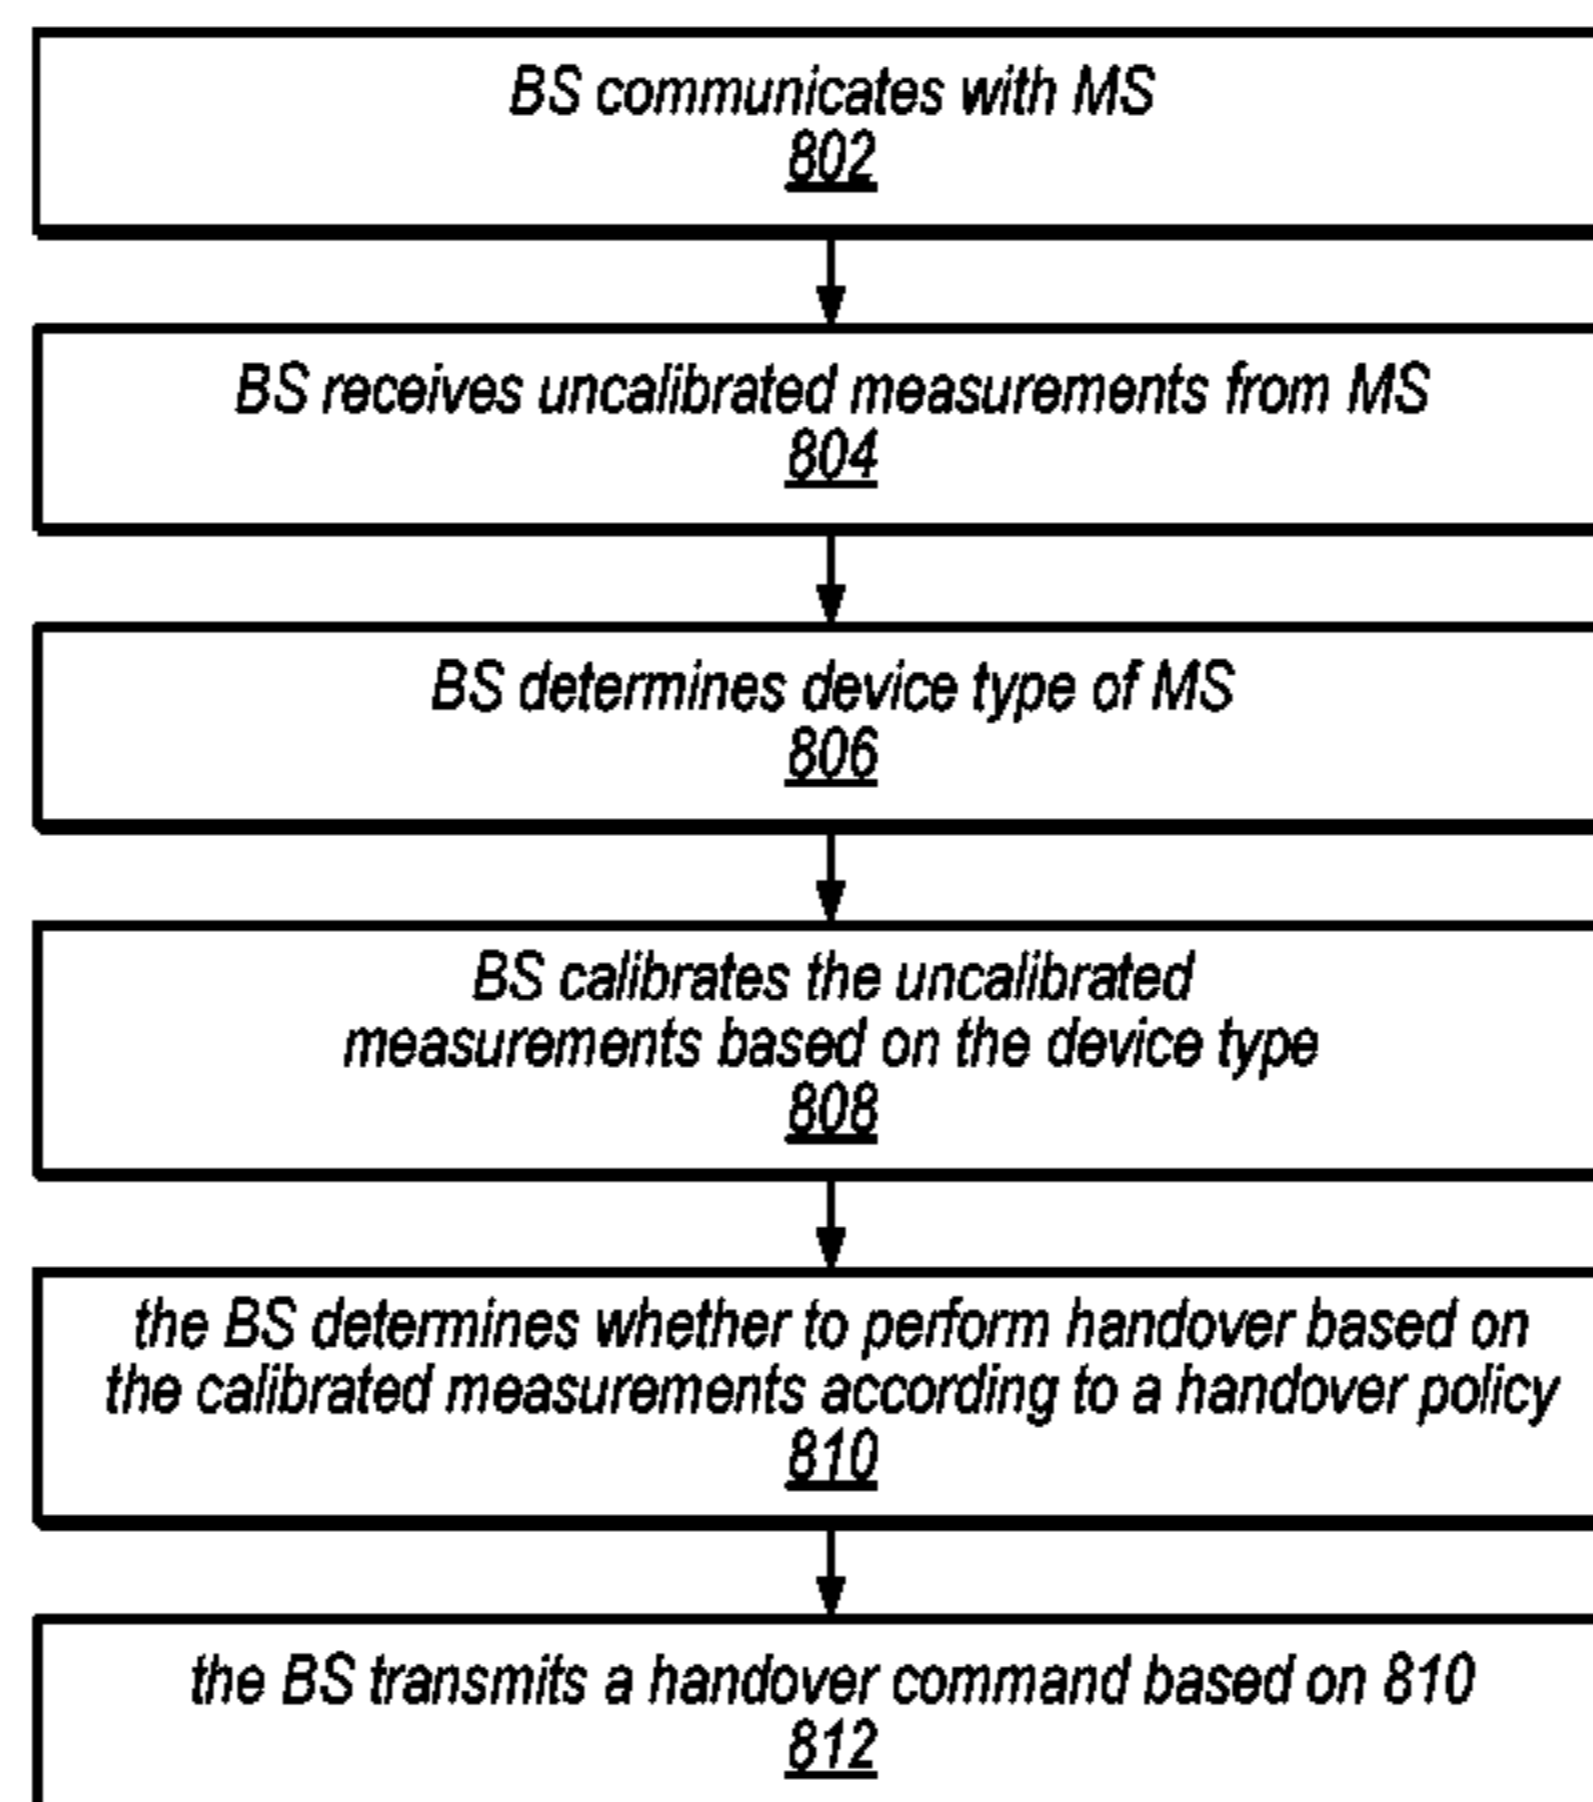 BS communicates with MS
802
BS receives uncalibrated measurements from MS
804
BS determines device type of MS
806
BS calibrates the uncalibrated
measurements based on the device type
808
the BS determines whether to perform handover based on
the calibrated measurements according to a handover policy
810
the BS transmits a handover command based on 810
812